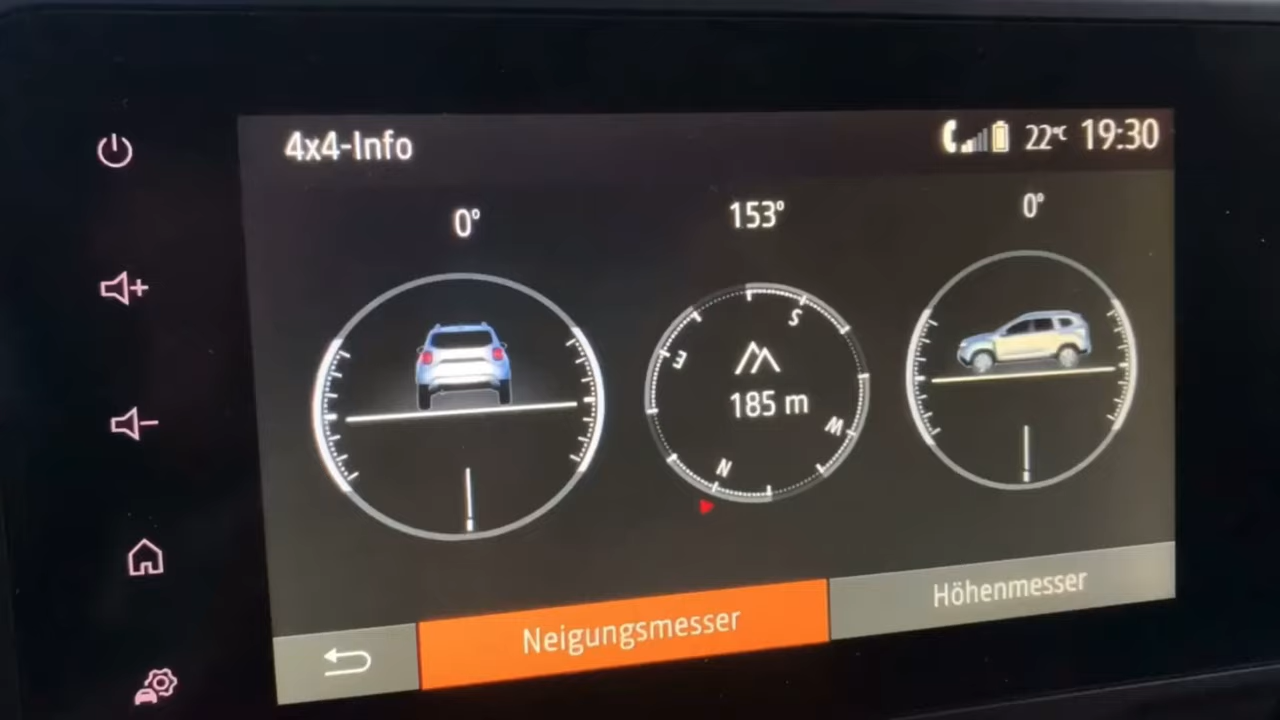 4x4-Info
22°C 19:30
0° 153° 0°
S
E
185 m
W
N
Neigungsmesser
Höhenmesser